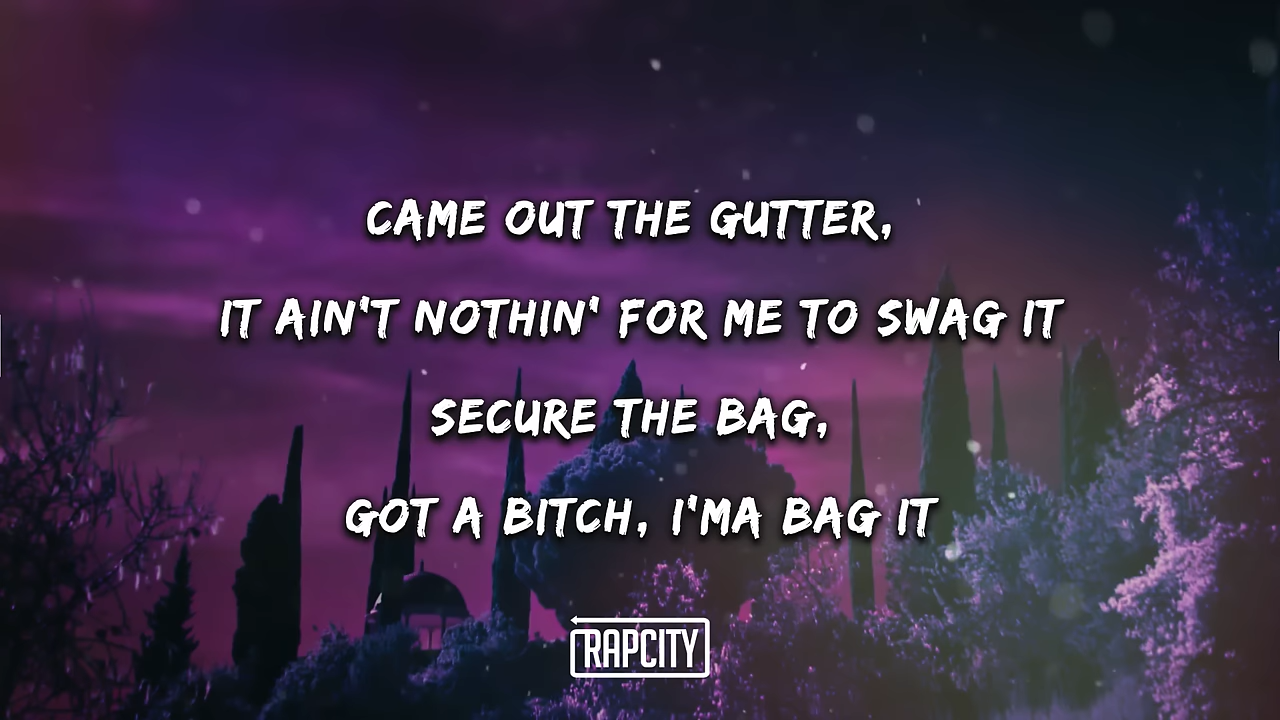 CAME OUT THE GUTTER,
IT AIN'T NOTHIN' FOR ME TO SWAG IT
SECURE THE BAG,
GOT A BITCH, I'MA BAG IT
RAPCITY